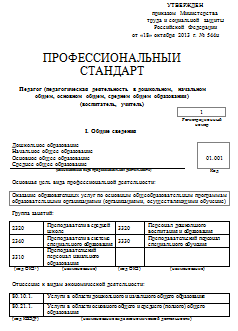 УТВЕРЖДЕН
приказом Министерства
труда и социальной защиты
Российской Федерации
от «18» октября 2013 г. № 544н
ПРОФЕССИОНАЛЬНЫЙ
СТАНДАРТ
Педагог (педагогическая деятельность в дошкольном, начальном
общем, основном общем, среднем общем образовании)
(воспитатель, учитель)
1
Регистрационный
номер
I. Общие сведения
Дошкольное образование
Начальное общее образование
Основное общее образование
Среднее общее образование
01.001
(наименование вида профессиональной деятельности)
Код
Основная цель вида профессиональной деятельности:
Оказание образовательных услуг по основным общеобразовательным программам
образовательными организациями (организациями, осуществляющими обучение)
Группа занятий:
2320 Преподаватели в средней школе 3320 Персонал дошкольного воспитания и образования
2340 Преподаватели в системе специального образования 3330 Преподавательский персонал специального обучения
3310 Преподавательский персонал начального образования
(код ОКЗ) (наименование) (код ОКЗ) (наименование)
Отнесение к видам экономической деятельности:
80.10.1. Услуги в области дошкольного и начального общего образования
80.21.1. Услуги в области основного общего и среднего (полного) общего образования
(код ОКВЭД) (наименование вида экономической деятельности)